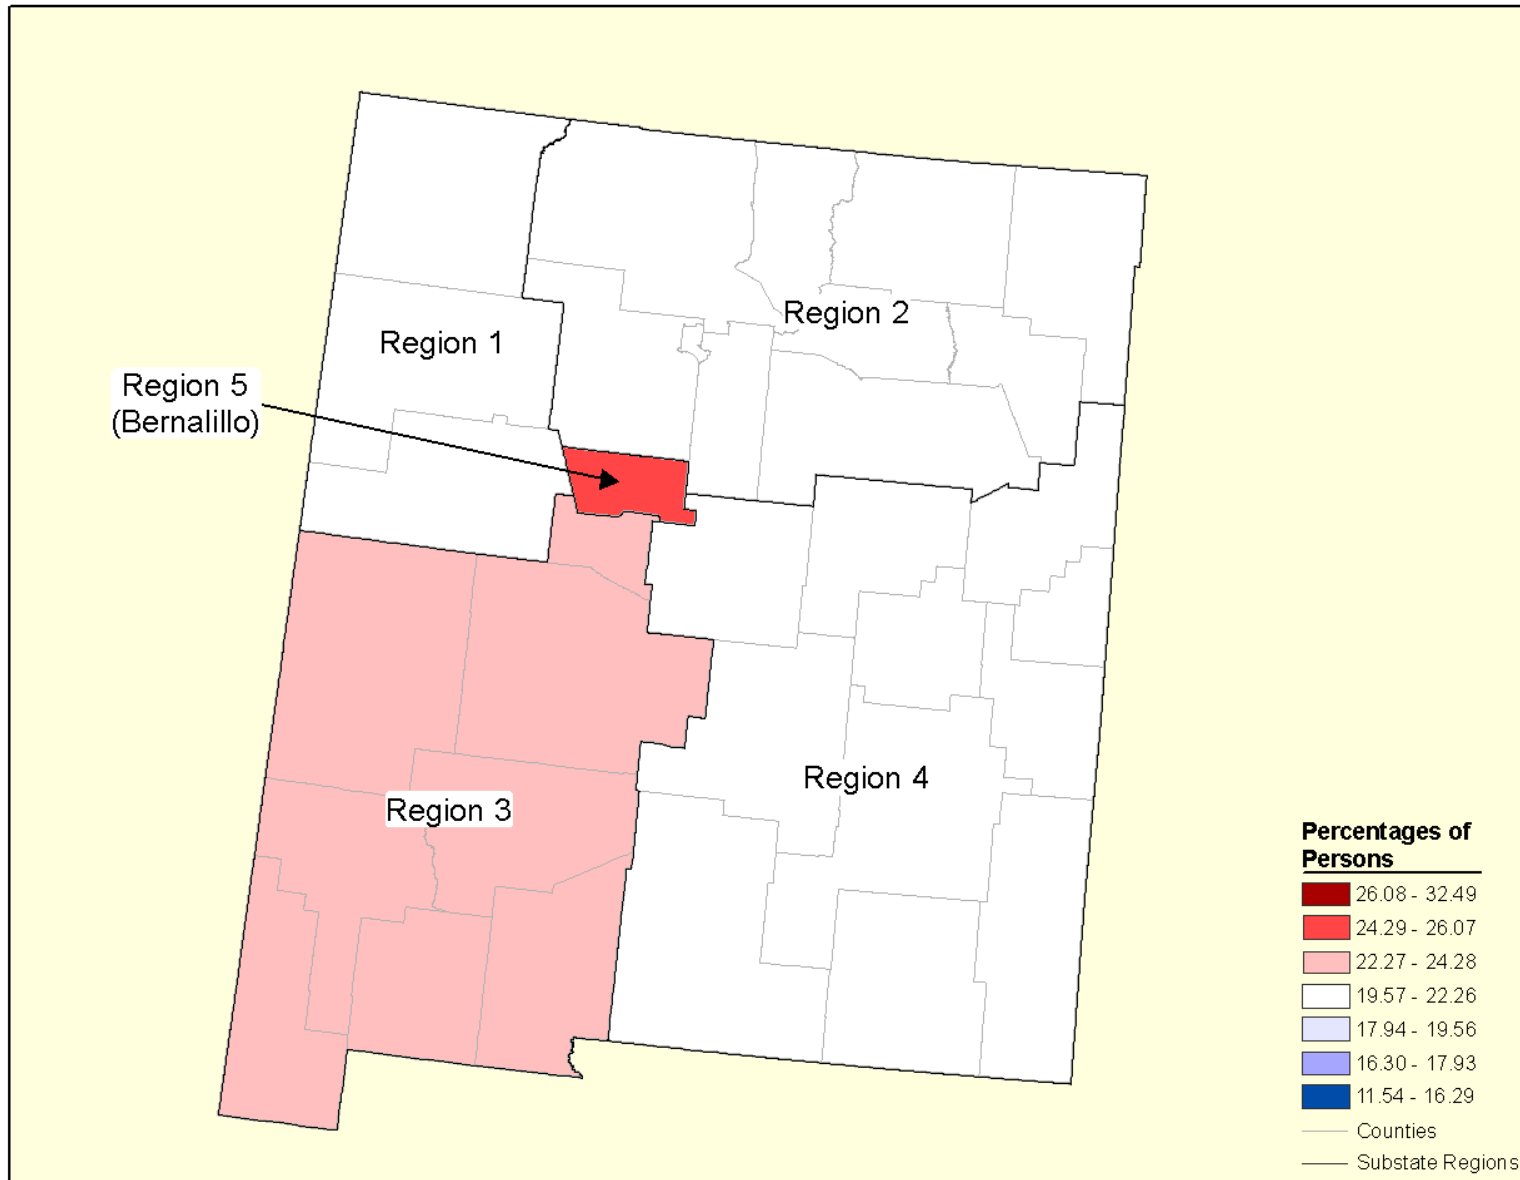 Region 2
Region 1
Region 5
(Bernalillo)
Region 4
Region 3
Percentages of
Persons
26.08 - 32.49
24.29 - 26.07
22.27 - 24.28
19.57 - 22.26
17.94 - 19.56
16.30 - 17.93
11.54 - 16.29
Counties
Substate Regions